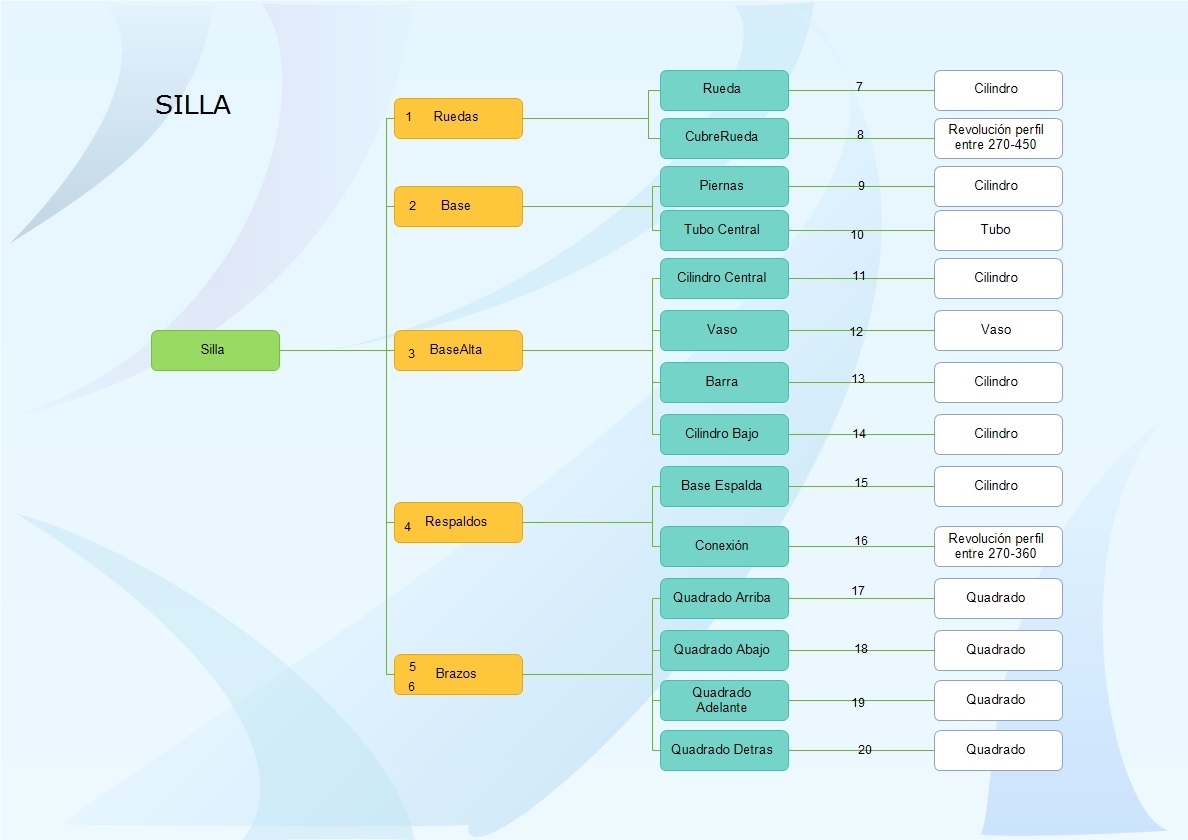 SILLA
Silla
1 Ruedas
2 Base
3 BaseAlta
4 Respaldos
5
6
Brazos
Rueda 7 Cilindro
CubreRueda 8 Revolución perfil
entre 270-450
Piernas 9 Cilindro
Tubo Central 10 Tubo
Cilindro Central 11 Cilindro
Vaso 12 Vaso
Barra 13 Cilindro
Cilindro Bajo 14 Cilindro
Base Espalda 15 Cilindro
Conexión 16 Revolución perfil
entre 270-360
Quadrado Arriba 17 Quadrado
Quadrado Abajo 18 Quadrado
Quadrado
Adelante 19 Quadrado
Quadrado Detras 20 Quadrado